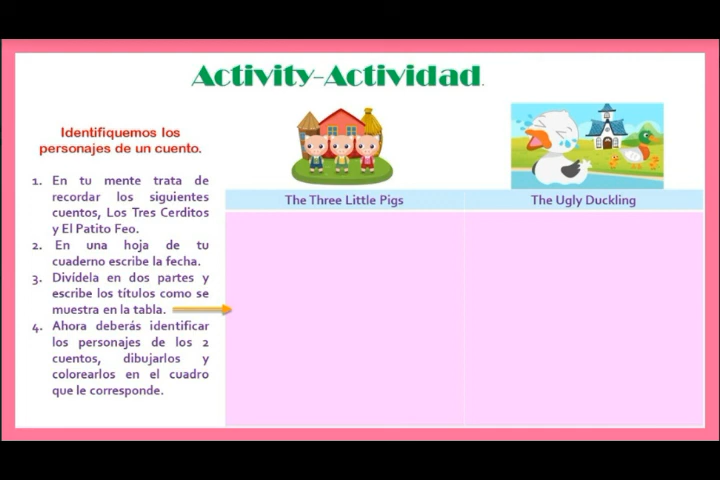 Activity-Actividad.
Identifiquemos los
personajes de un cuento.
1. En tu mente trata de
recordar los siguientes
cuentos, Los Tres Cerditos
y El Patito Feo.
2. En una hoja de tu
cuaderno escribe la fecha.
3. Divídela en dos partes y
escribe los títulos como se
muestra en la tabla.
4. Ahora deberás identificar
los personajes de los 2
cuentos, dibujarlos y
colorearlos en el cuadro
que le corresponde.
The Three Little Pigs
The Ugly Duckling